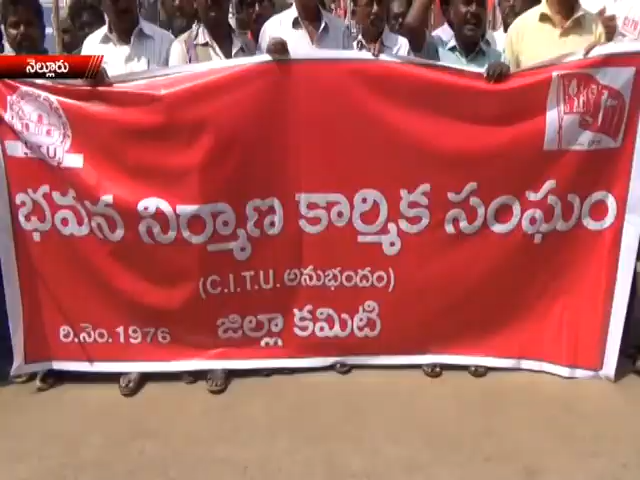 నెల్లూరు
భవన నిర్మాణ కార్మిక సంఘం
(C.I.T.U. అనుభందం)
రి.నెం.1976
జిల్లా కమిటి